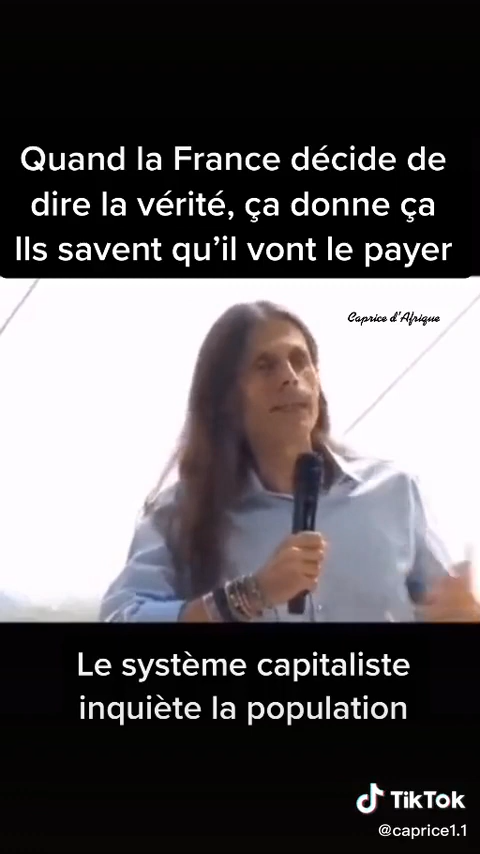 Quand la France décide de
dire la vérité, ça donne ça
Ils savent qu'il vont le payer
Caprice d'Afrique
Le système capitaliste
inquiète la population
TikTok
@caprice1.1